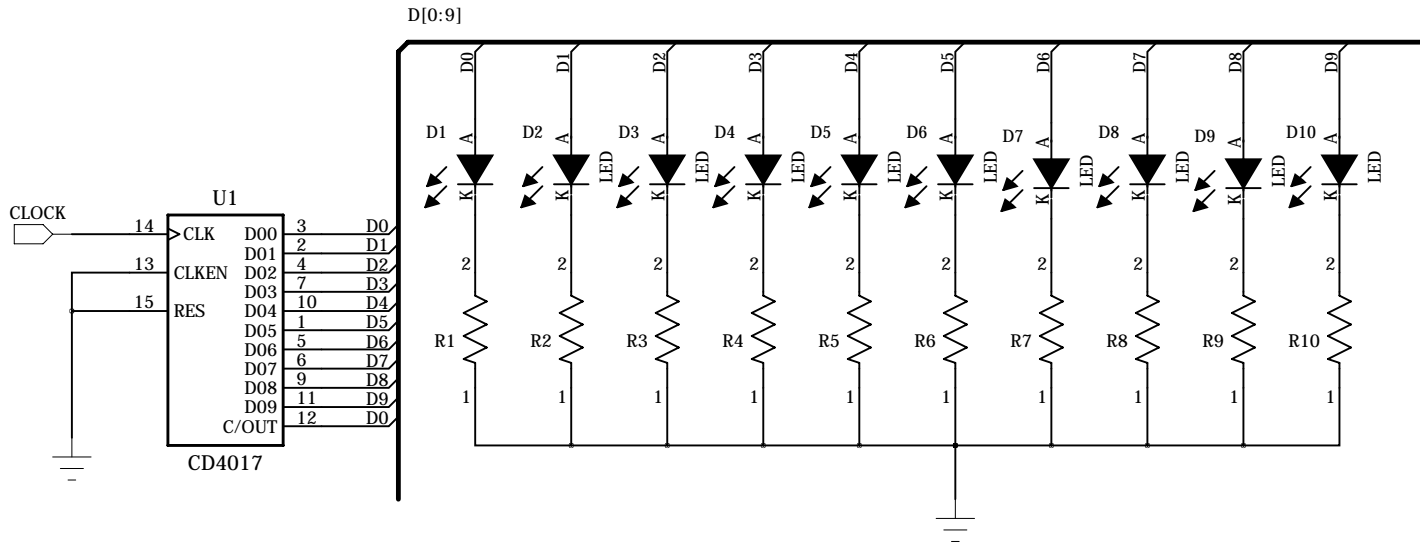 D[0:9]
D0 D1 D2 D3 D4 D5 D6 D7 D8 D9
D1 A D2 A D3 A D4 A D5 A D6 A D7 A D8 A D9 A D10 A
LED LED LED LED LED LED LED LED LED
K K K K K K K K K K
U1
CLOCK
14 CLK D00 3 D0
D01 2 D1
13 CLKEN D02 4 D2
D03 7 D3
15 RES D04 10 D4
D05 1 D5
D06 5 D6
D07 6 D7
D08 9 D8
D09 11 D9
C/OUT 12 D0
CD4017
2 2 2 2 2 2 2 2 2 2
R1 R2 R3 R4 R5 R6 R7 R8 R9 R10
1 1 1 1 1 1 1 1 1 1